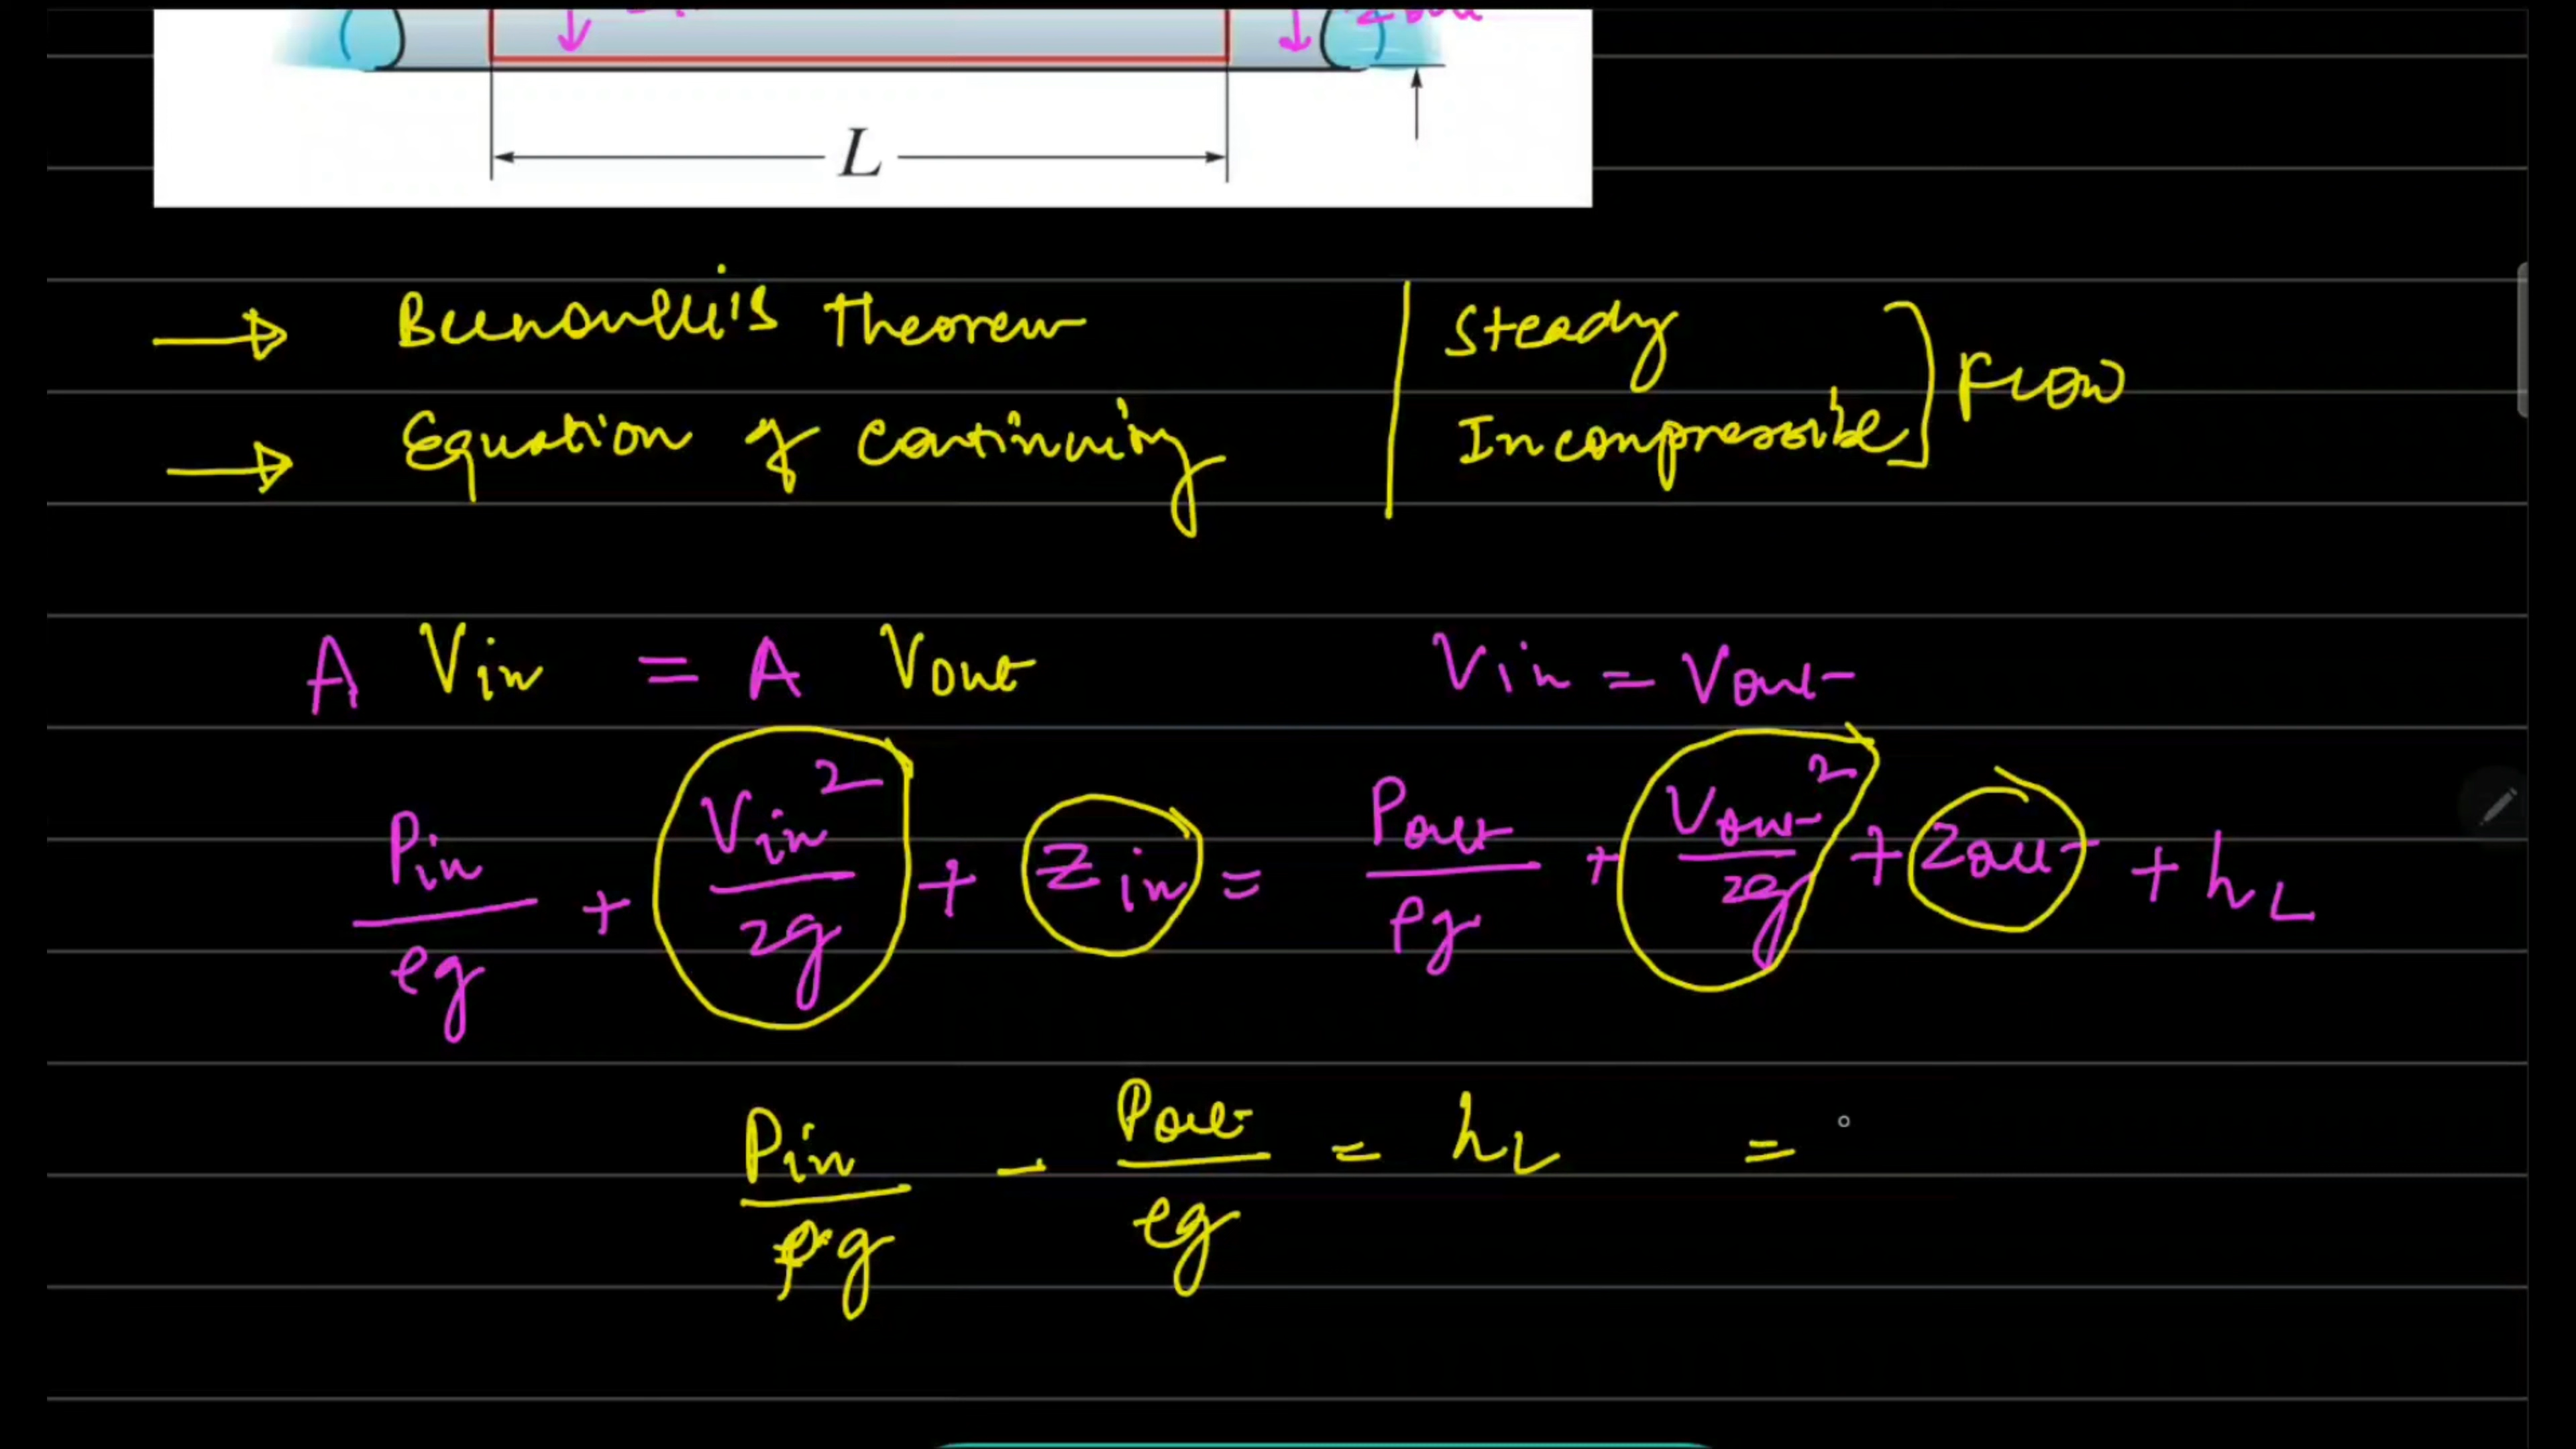 L
Bernoulli's Theorem | Steady
Equation of Continuity | Incompressible ] Flow
A Vin = A Vout Vin = Vout
Pin/ρg + Vin²/2g + Zin = Pout/ρg + Vout²/2g + Zout + hL
Pin/ρg - Pout/ρg = hL =